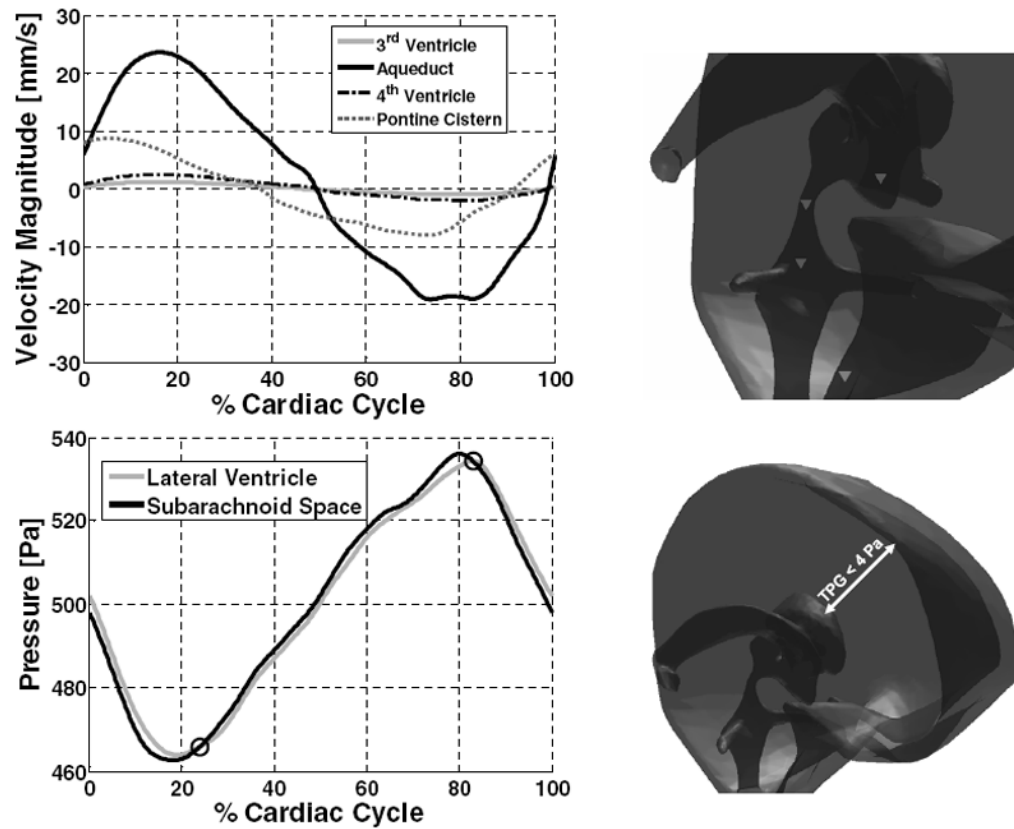 30
20
10
0
-10
-20
-30
Velocity Magnitude [mm/s]
3rd Ventricle
Aqueduct
4th Ventricle
Pontine Cistern
0 20 40 60 80 100
% Cardiac Cycle
540
520
500
480
460
Pressure [Pa]
Lateral Ventricle
Subarachnoid Space
0 20 40 60 80 100
% Cardiac Cycle
TPG < 4 Pa